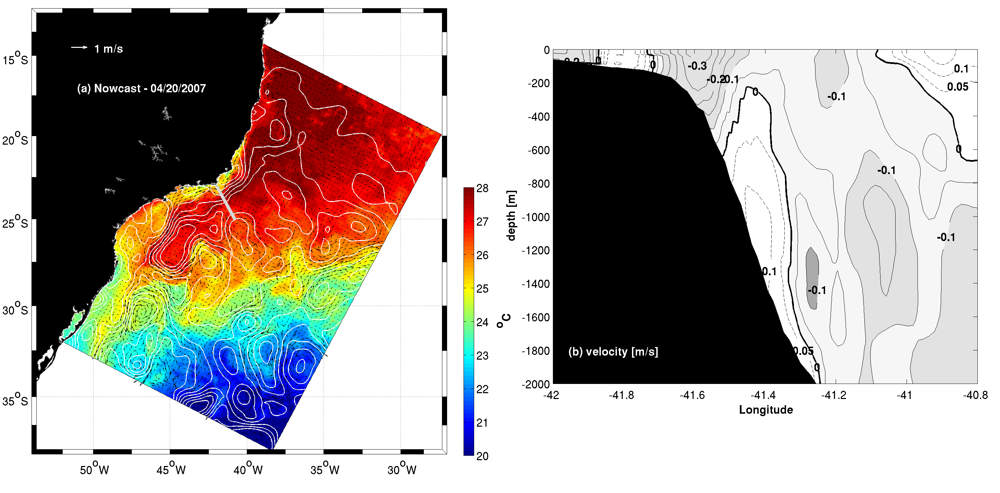 1 m/s
(a) Nowcast - 04/20/2007
15°S
20°S
25°S
30°S
35°S
50°W
45°W
40°W
35°W
30°W
28
27
26
25
24
23
22
21
20
°C
0
-200
-400
-600
-800
-1000
-1200
-1400
-1600
-1800
-2000
depth [m]
0
0
-0.3
-0.2
0.1
0
-0.1
0.1
0.05
0
-0.1
-0.1
0.1
-0.1
0.05
0
(b) velocity [m/s]
-42
-41.8
-41.6
-41.4
-41.2
-41
-40.8
Longitude